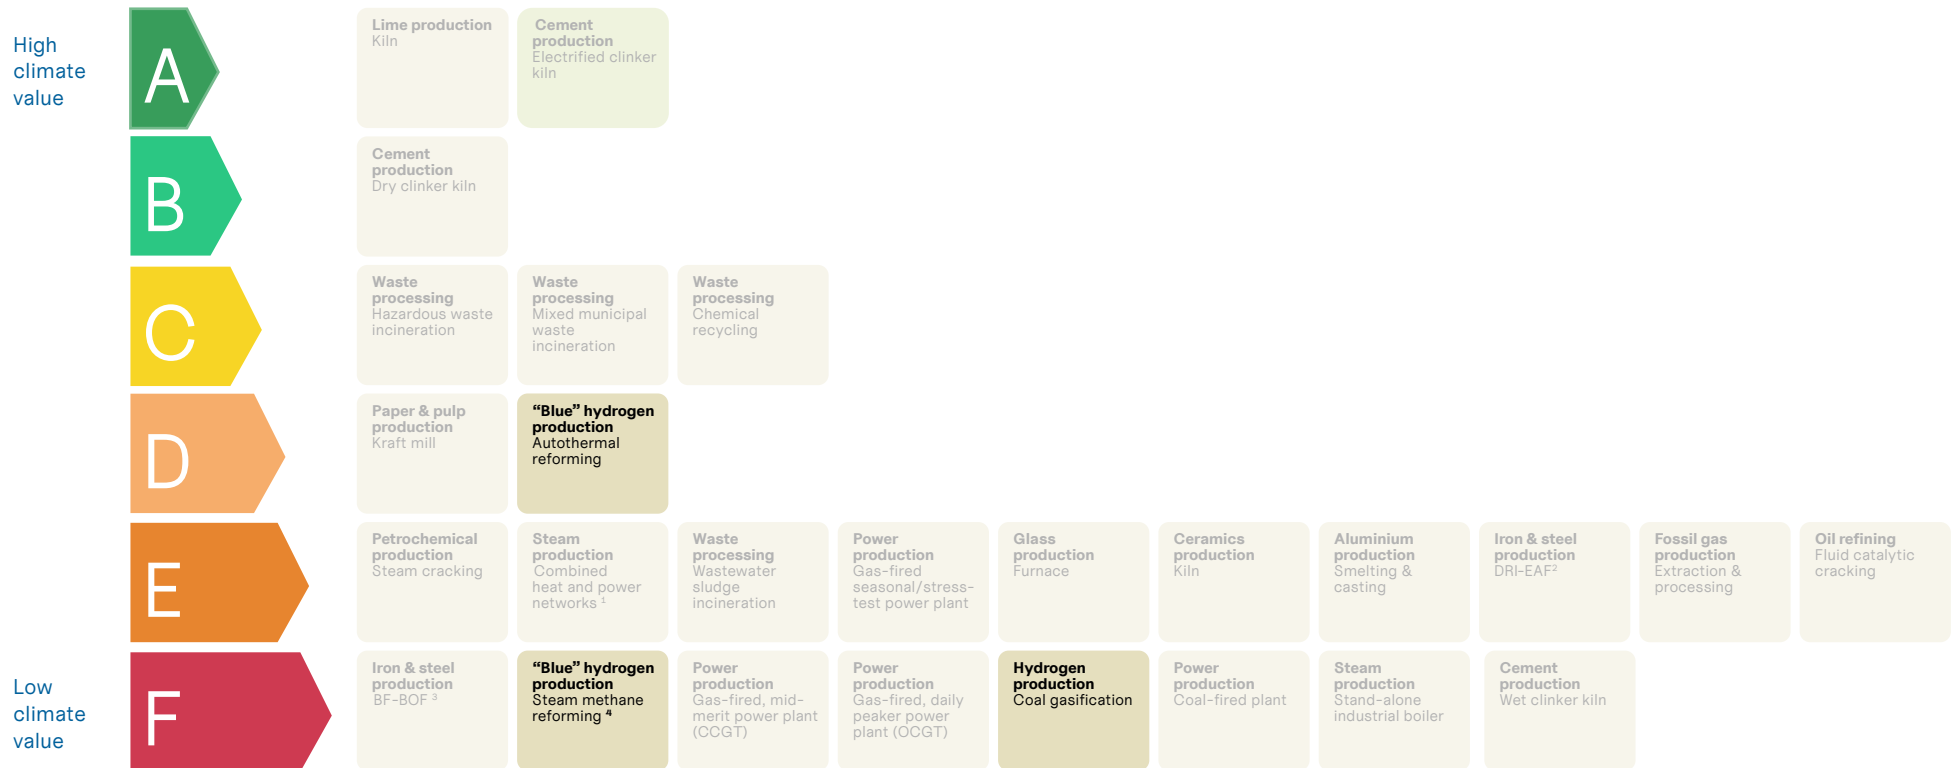 High
climate
value
A
Lime production
Kiln
Cement
production
Electrified clinker
kiln
B
Cement
production
Dry clinker kiln
C
Waste
processing
Hazardous waste
incineration
Waste
processing
Mixed municipal
waste
incineration
Waste
processing
Chemical
recycling
D
Paper & pulp
production
Kraft mill
“Blue” hydrogen
production
Autothermal
reforming
E
Petrochemical
production
Steam cracking
Steam
production
Combined
heat and power
networks ¹
Waste
processing
Wastewater
sludge
incineration
Power
production
Gas-fired
seasonal/stress-
test power plant
Glass
production
Furnace
Ceramics
production
Kiln
Aluminium
production
Smelting &
casting
Iron & steel
production
DRI-EAF²
Fossil gas
production
Extraction &
processing
Oil refining
Fluid catalytic
cracking
Low
climate
value
F
Iron & steel
production
BF-BOF ³
“Blue” hydrogen
production
Steam methane
reforming ⁴
Power
production
Gas-fired, mid-
merit power plant
(CCGT)
Power
production
Gas-fired, daily
peaker power
plant (OCGT)
Hydrogen
production
Coal gasification
Power
production
Coal-fired plant
Steam
production
Stand-alone
industrial boiler
Cement
production
Wet clinker kiln